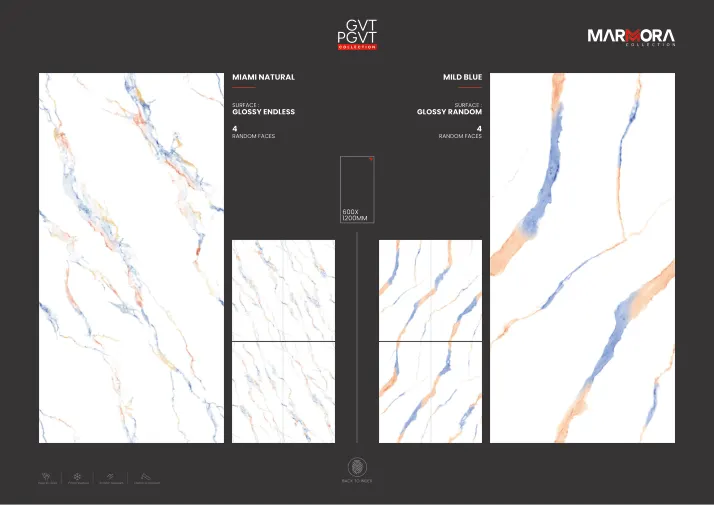 GVT
PGVT
COLLECTION
MARMORA
COLLECTION
MIAMI NATURAL
SURFACE :
GLOSSY ENDLESS
4
RANDOM FACES
MILD BLUE
SURFACE :
GLOSSY RANDOM
4
RANDOM FACES
600X
1200MM
BACK TO INDEX